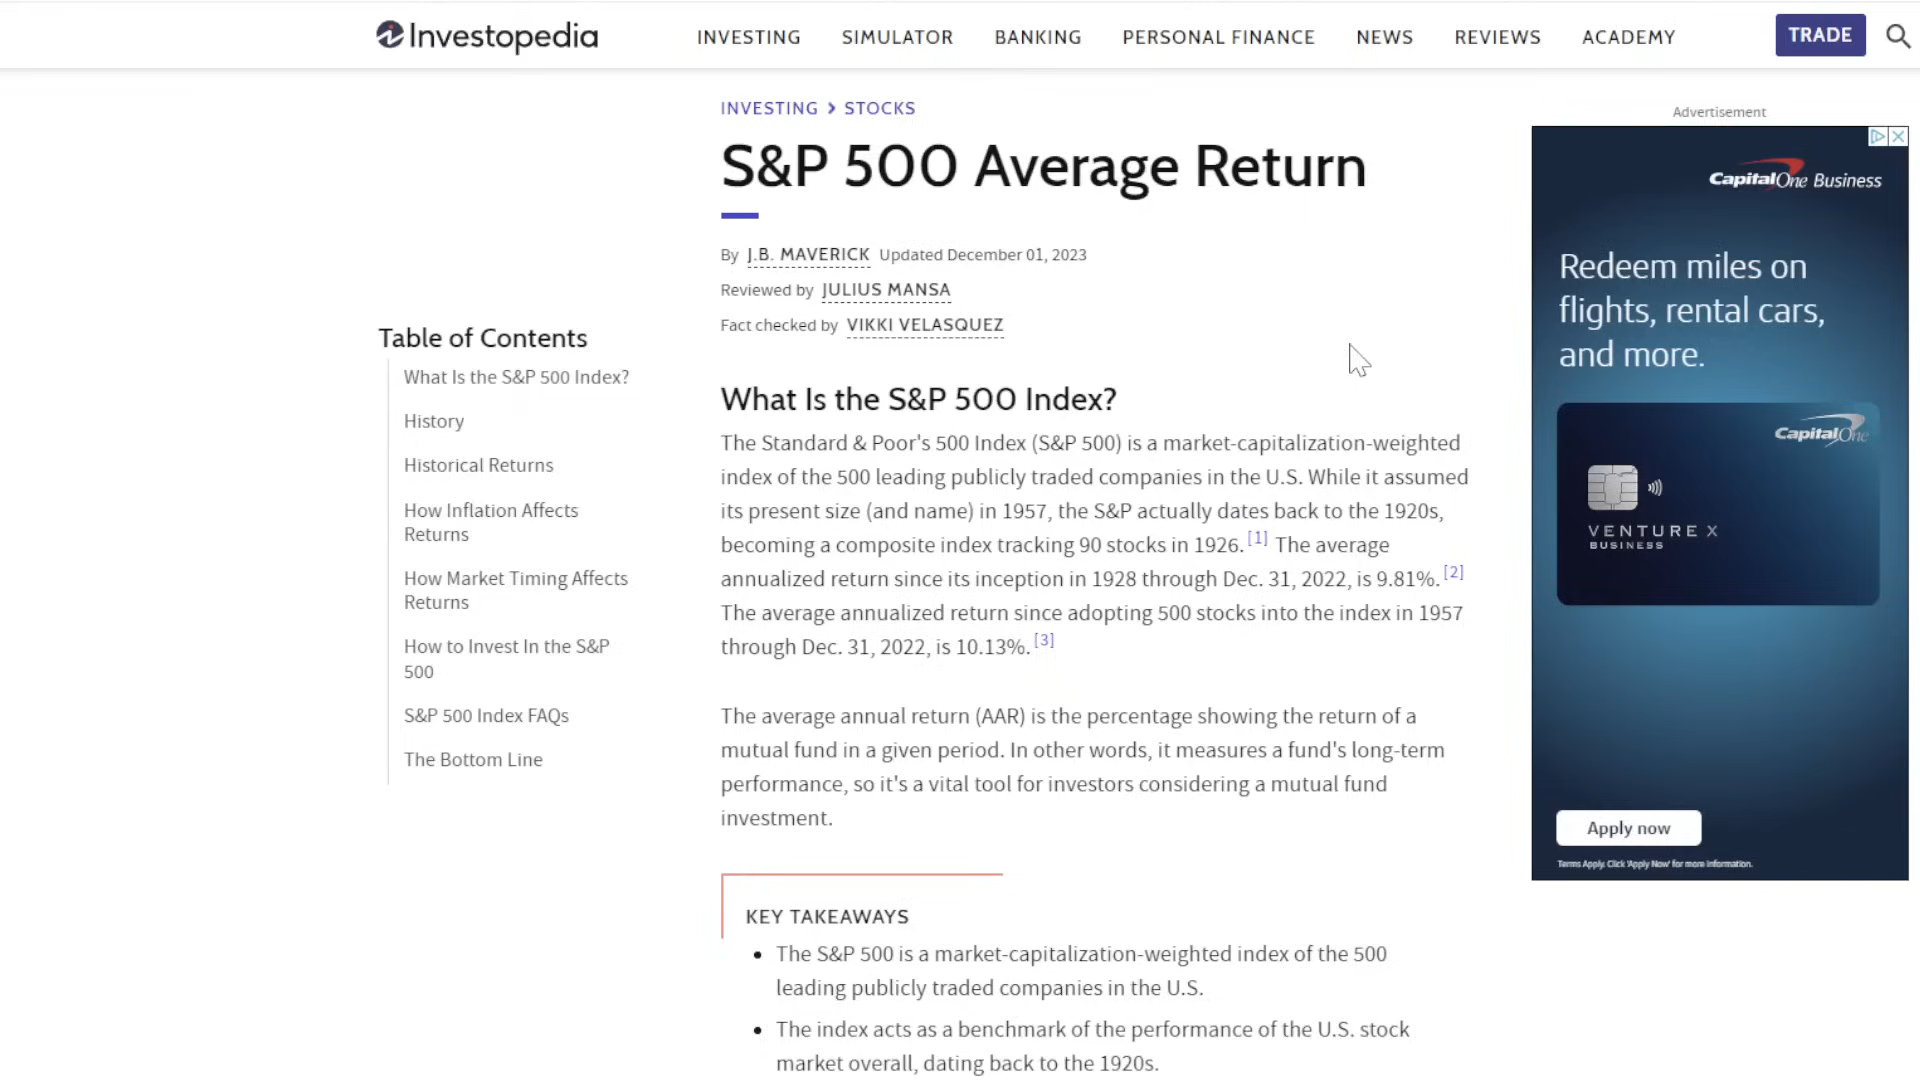 Investopedia
INVESTING
SIMULATOR
BANKING
PERSONAL FINANCE
NEWS
REVIEWS
ACADEMY
TRADE
INVESTING > STOCKS
S&P 500 Average Return
By J.B. MAVERICK Updated December 01, 2023
Reviewed by JULIUS MANSA
Fact checked by VIKKI VELASQUEZ
Table of Contents
What Is the S&P 500 Index?
History
Historical Returns
How Inflation Affects
Returns
How Market Timing Affects
Returns
How to Invest In the S&P
500
S&P 500 Index FAQs
The Bottom Line
What Is the S&P 500 Index?
The Standard & Poor's 500 Index (S&P 500) is a market-capitalization-weighted
index of the 500 leading publicly traded companies in the U.S. While it assumed
its present size (and name) in 1957, the S&P actually dates back to the 1920s,
becoming a composite index tracking 90 stocks in 1926. [1] The average
annualized return since its inception in 1928 through Dec. 31, 2022, is 9.81%. [2]
The average annualized return since adopting 500 stocks into the index in 1957
through Dec. 31, 2022, is 10.13%. [3]
The average annual return (AAR) is the percentage showing the return of a
mutual fund in a given period. In other words, it measures a fund's long-term
performance, so it's a vital tool for investors considering a mutual fund
investment.
KEY TAKEAWAYS
• The S&P 500 is a market-capitalization-weighted index of the 500
leading publicly traded companies in the U.S.
• The index acts as a benchmark of the performance of the U.S. stock
market overall, dating back to the 1920s.
Advertisement
CapitalOne Business
Redeem miles on
flights, rental cars,
and more.
CapitalOne
VENTURE X
BUSINESS
Apply now
Terms Apply. Click 'Apply Now' for more information.